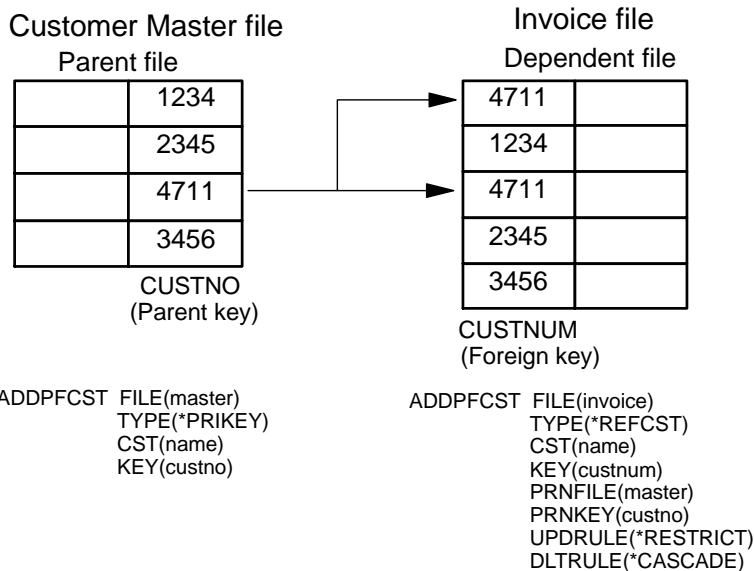 Customer Master file
Parent file
1234
2345
4711
3456
CUSTNO
(Parent key)
ADDPFCST FILE(master)
TYPE(*PRIKEY)
CST(name)
KEY(custno)
Invoice file
Dependent file
4711
1234
4711
2345
3456
CUSTNUM
(Foreign key)
ADDPFCST FILE(invoice)
TYPE(*REFCST)
CST(name)
KEY(custnum)
PRNFILE(master)
PRNKEY(custno)
UPDRULE(*RESTRICT)
DLTRULE(*CASCADE)